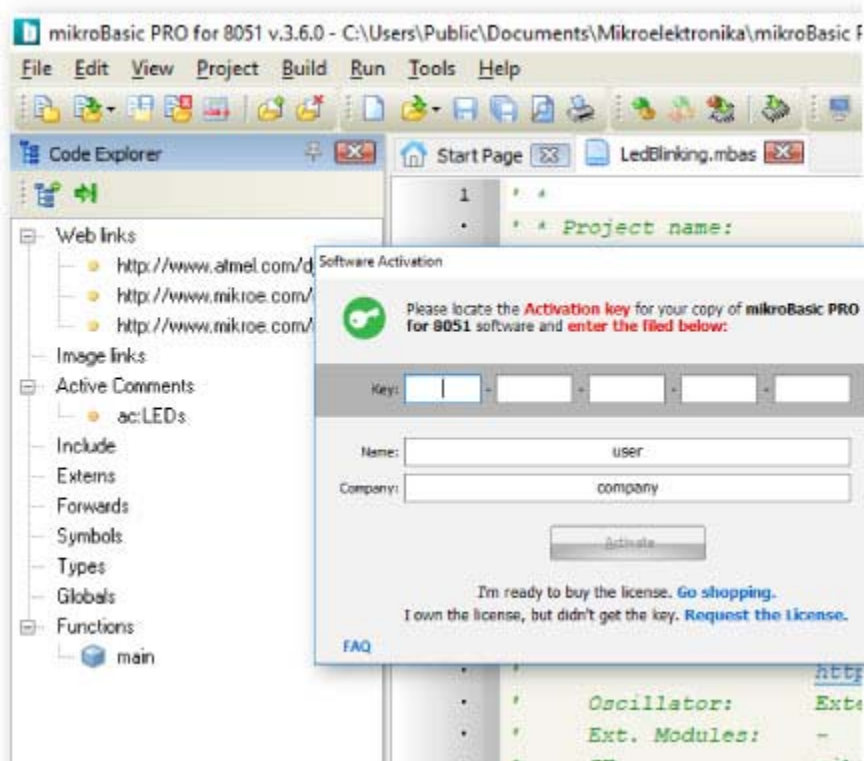 mikroBasic PRO for 8051 v.3.6.0 - C:\Users\Public\Documents\Mikroelektronika\mikroBasic
File Edit View Project Build Run Tools Help
Code Explorer
Start Page LedBlinking.mbas
1 ' *
' * Project name:
Web links
http://www.atmel.com/d
http://www.mikroe.com/
http://www.mikroe.com/
Image links
Active Comments
ac:LEDs
Include
Externs
Forwards
Symbols
Types
Globals
Functions
main
Software Activation
Please locate the Activation key for your copy of mikroBasic PRO
for 8051 software and enter the filed below:
Key: - - - -
Name: user
Company: company
Activate
I'm ready to buy the license. Go shopping.
I own the license, but didn't get the key. Request the License.
FAQ
' http
' Oscillator: Exte
' Ext. Modules: -